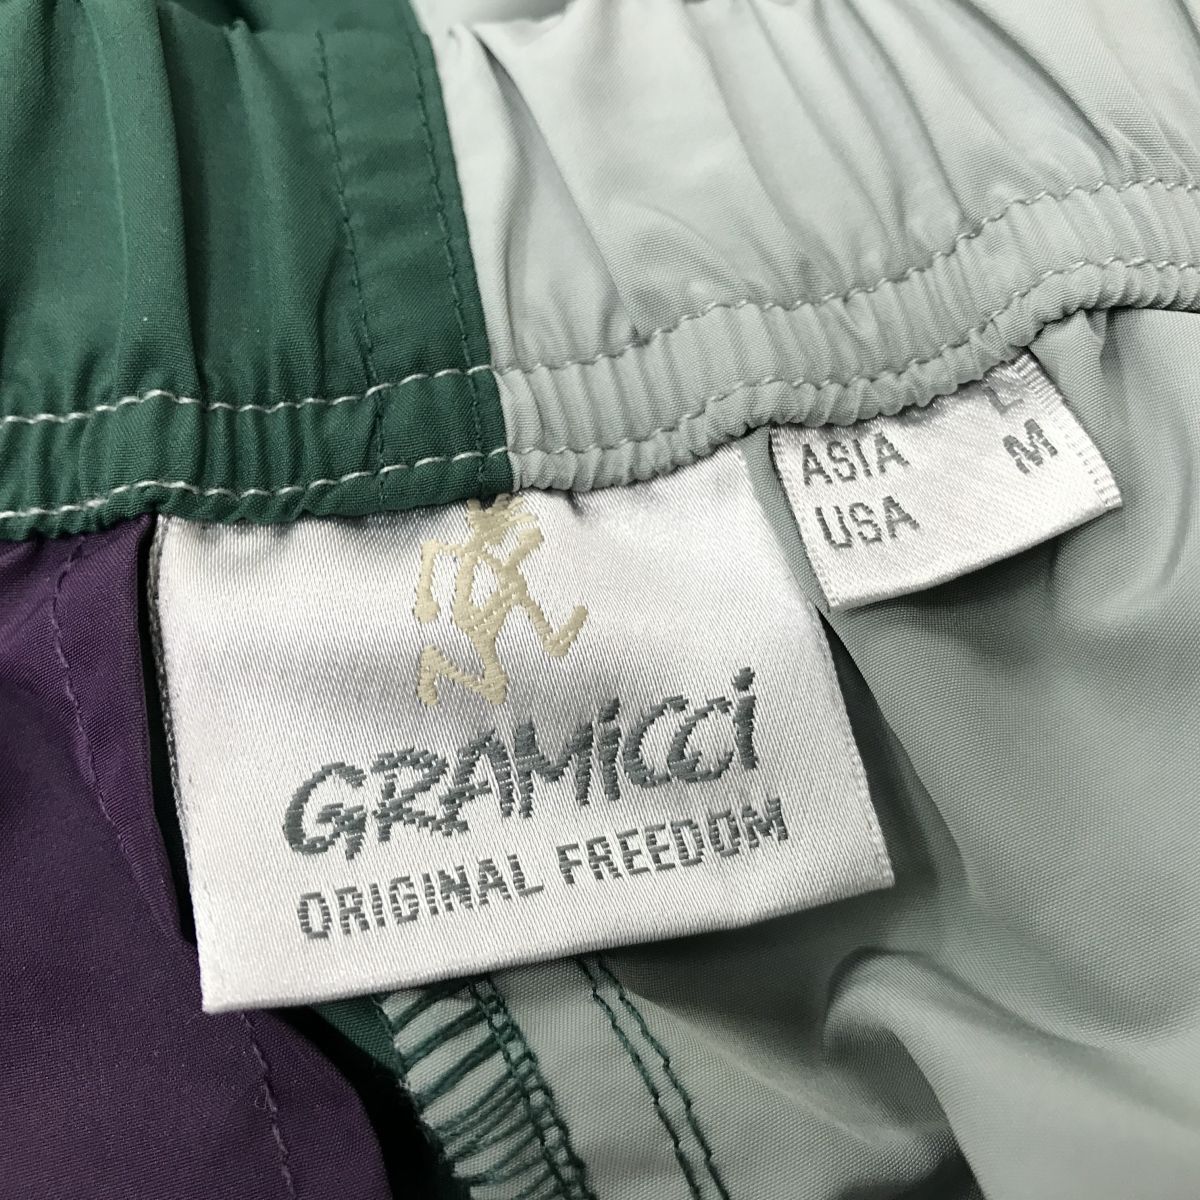 GRAMiCCi
ORIGINAL FREEDOM
ASIA L
USA M